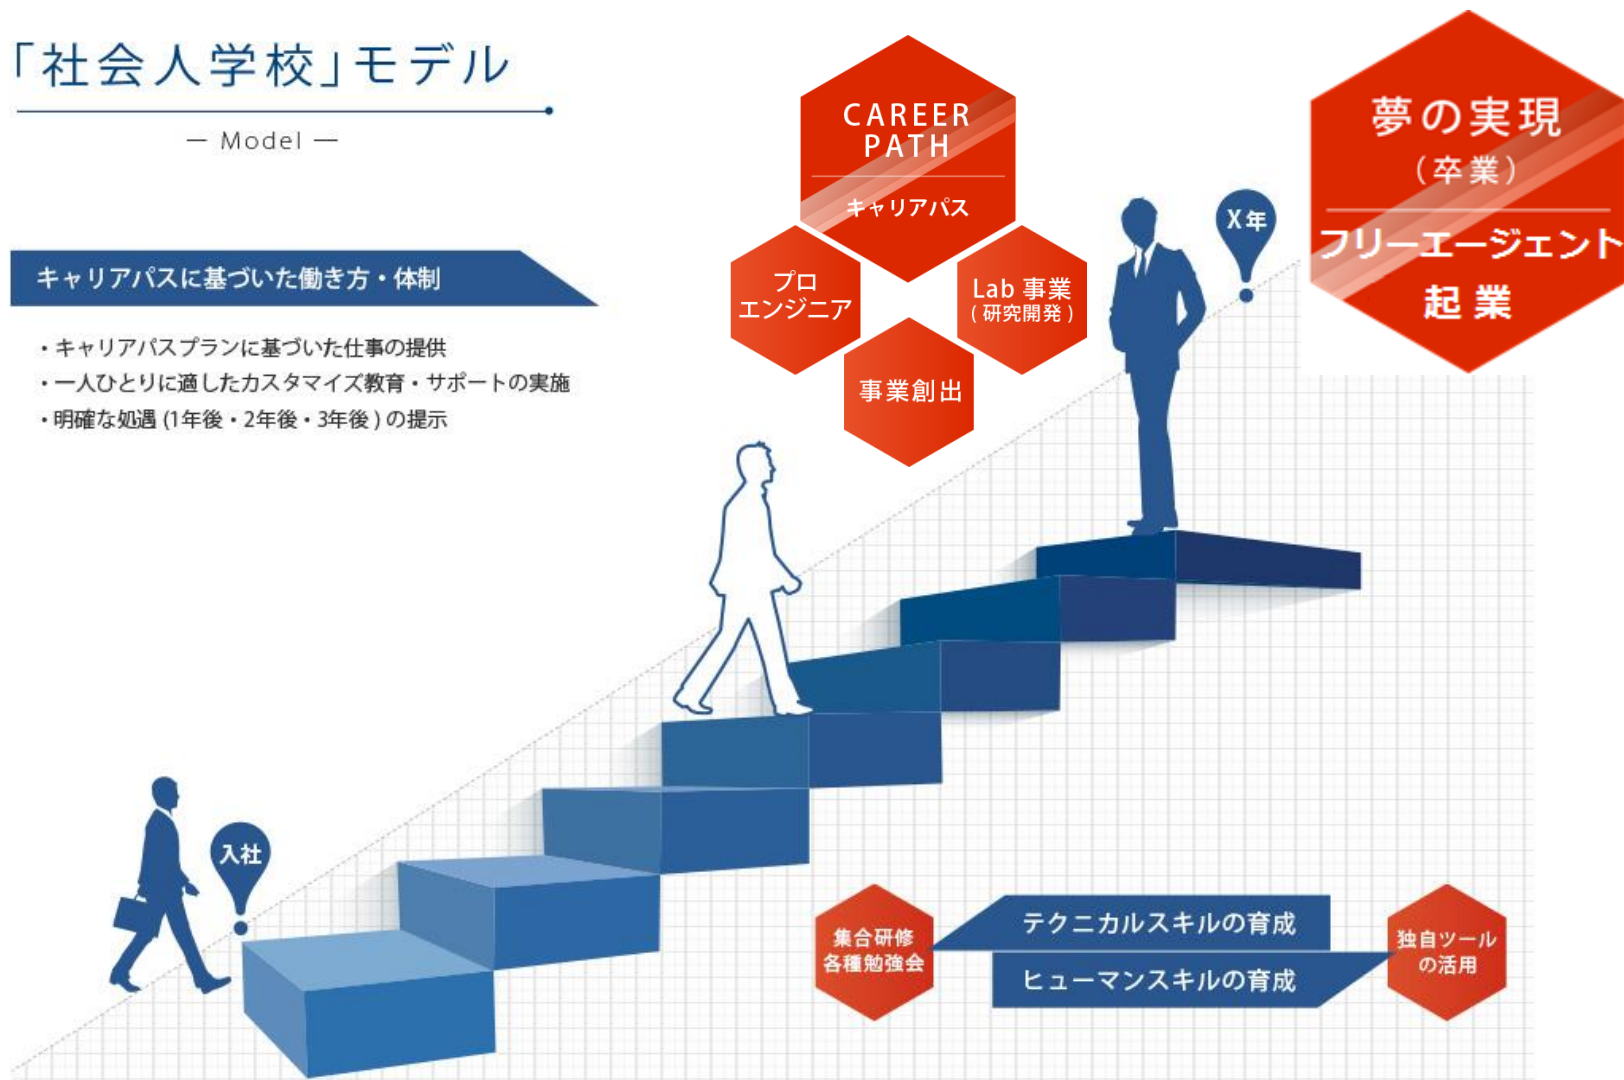 「社会人学校」モデル
― Model ―
キャリアパスに基づいた働き方・体制
・キャリアパスプランに基づいた仕事の提供
・一人ひとりに適したカスタマイズ教育・サポートの実施
・明確な処遇 (1年後・2年後・3年後 ) の提示
CAREER
PATH
キャリアパス
プロ
エンジニア
Lab 事業
( 研究開発 )
事業創出
X 年
夢の実現
（卒業）
フリーエージェント
起 業
入社
集合研修
各種勉強会
テクニカルスキルの育成
ヒューマンスキルの育成
独自ツール
の活用